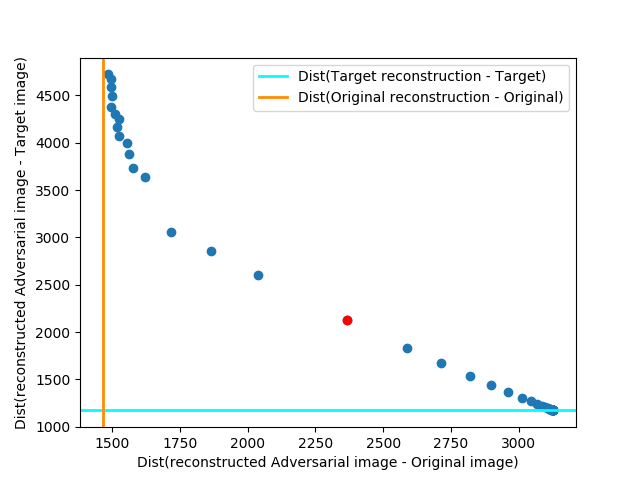 Dist(Target reconstruction - Target)
Dist(Original reconstruction - Original)
Dist(reconstructed Adversarial image - Target image)
4500
4000
3500
3000
2500
2000
1500
1000
1500 1750 2000 2250 2500 2750 3000
Dist(reconstructed Adversarial image - Original image)